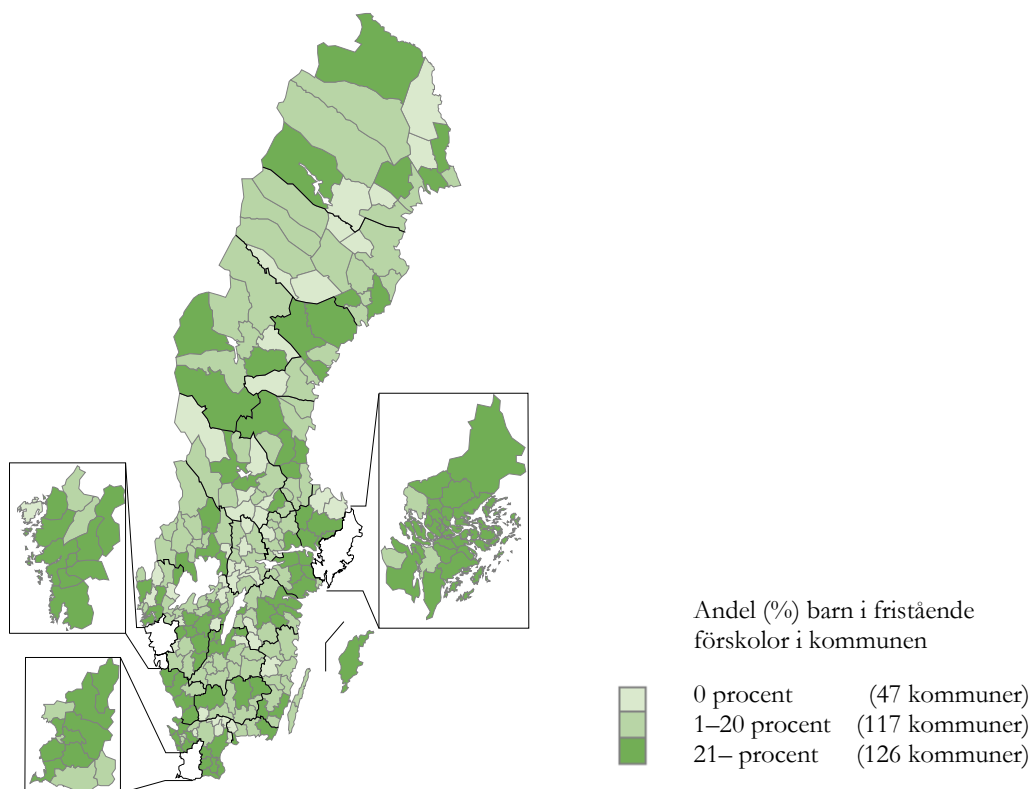 Andel (%) barn i fristående
förskolor i kommunen
0 procent (47 kommuner)
1–20 procent (117 kommuner)
21– procent (126 kommuner)